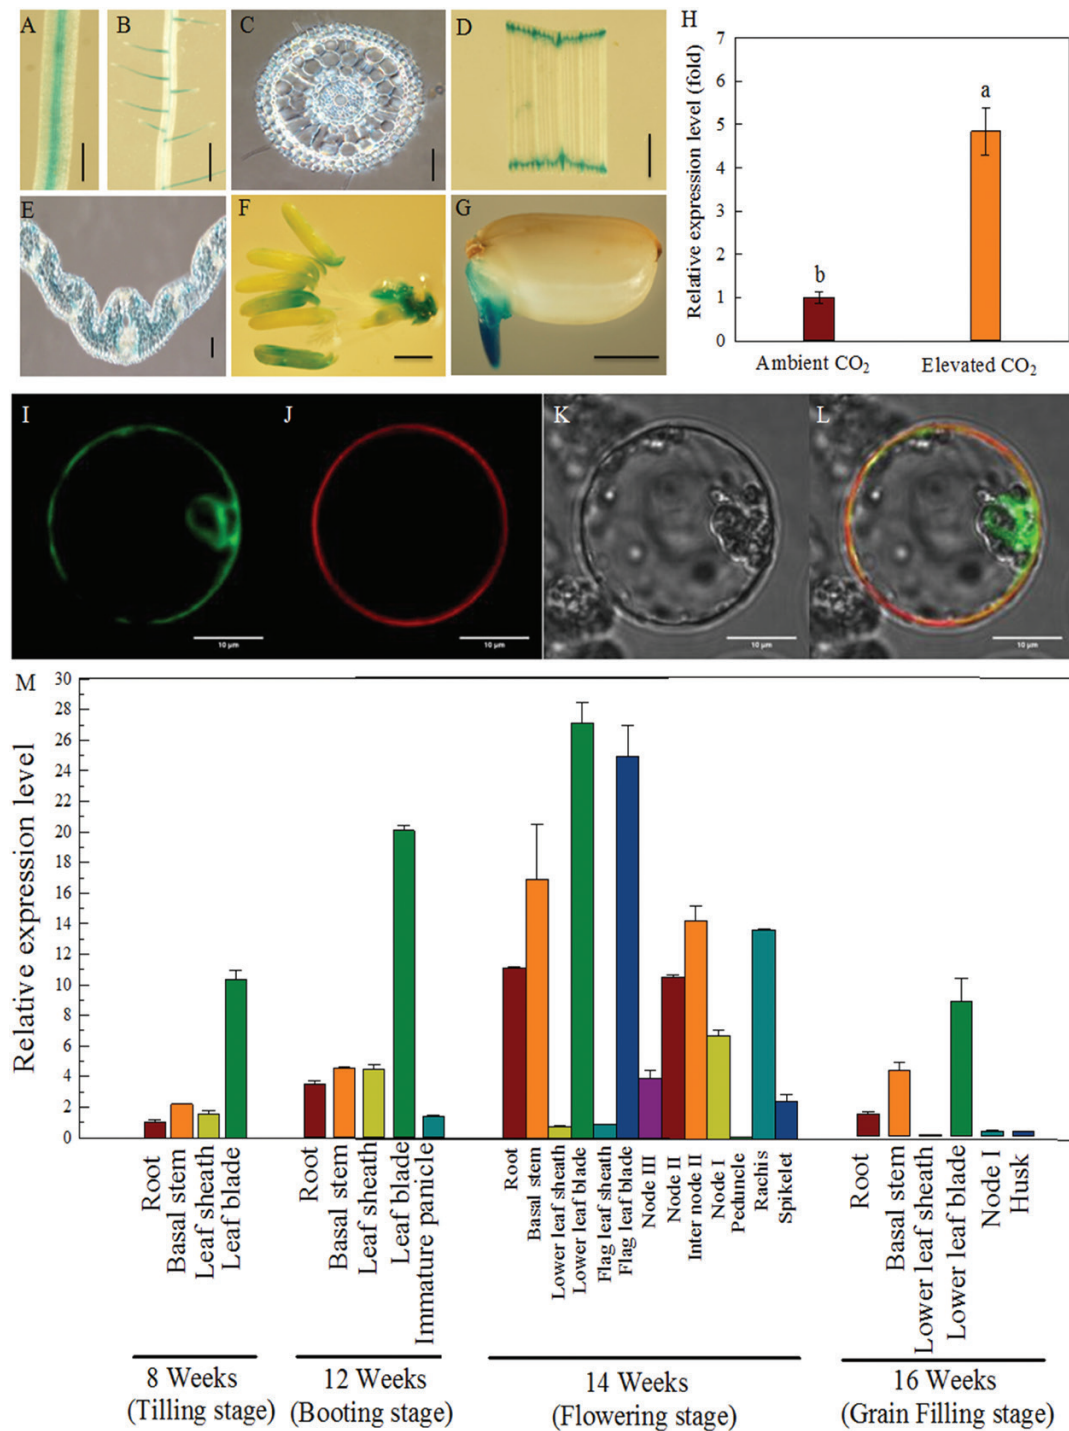 A
B
C
D
E
F
G
H
Relative expression level (fold)
7
6
5
4
3
2
1
0
b
a
Ambient CO₂
Elevated CO₂
I
10 μm
J
10 μm
K
10 μm
L
10 μm
M
Relative expression level
30
28
26
24
22
20
18
16
14
12
10
8
6
4
2
0
Root
Basal stem
Leaf sheath
Leaf blade
8 Weeks
(Tilling stage)
Root
Basal stem
Leaf sheath
Leaf blade
Immature panicle
12 Weeks
(Booting stage)
Root
Basal stem
Lower leaf sheath
Lower leaf blade
Flag leaf sheath
Flag leaf blade
Node III
Node II
Inter node II
Node I
Peduncle
Rachis
Spikelet
14 Weeks
(Flowering stage)
Root
Basal stem
Lower leaf sheath
Lower leaf blade
Node I
Husk
16 Weeks
(Grain Filling stage)